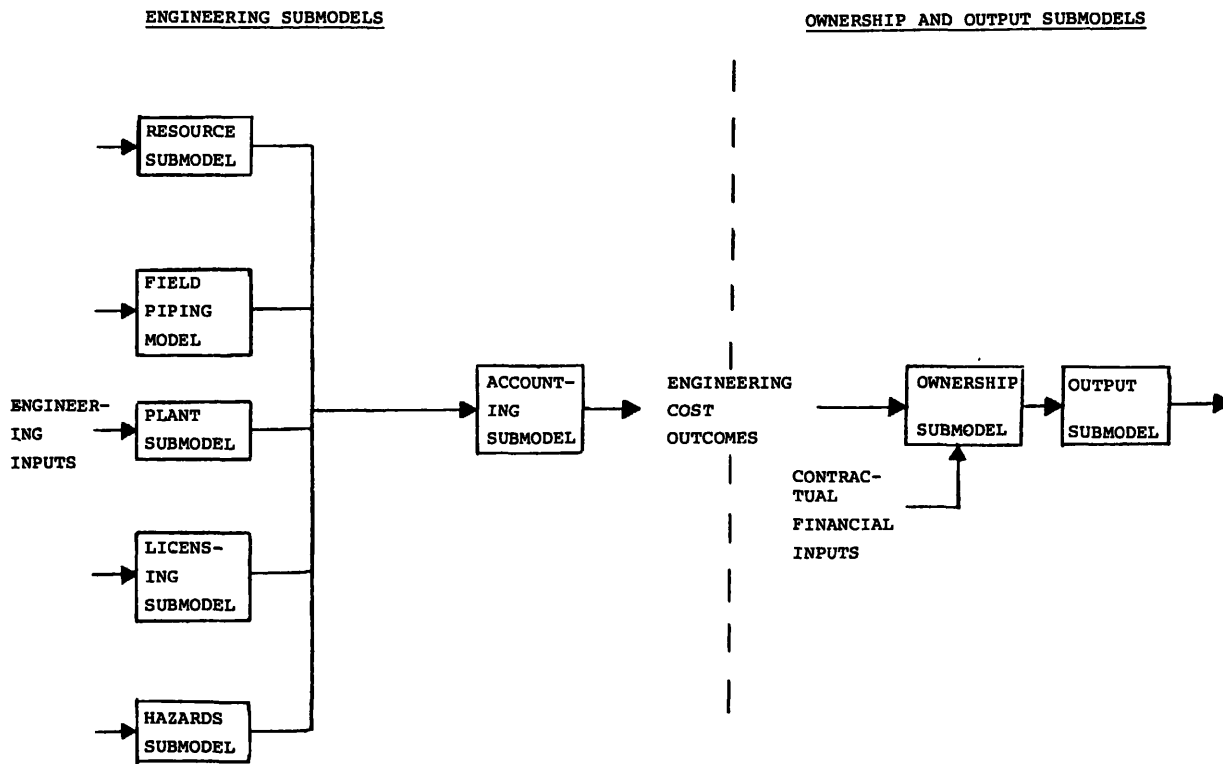 ENGINEERING SUBMODELS
OWNERSHIP AND OUTPUT SUBMODELS
RESOURCE
SUBMODEL
FIELD
PIPING
MODEL
ENGINEER-
ING
INPUTS
PLANT
SUBMODEL
LICENS-
ING
SUBMODEL
HAZARDS
SUBMODEL
ACCOUNT-
ING
SUBMODEL
ENGINEERING
COST
OUTCOMES
CONTRAC-
TUAL
FINANCIAL
INPUTS
OWNERSHIP
SUBMODEL
OUTPUT
SUBMODEL